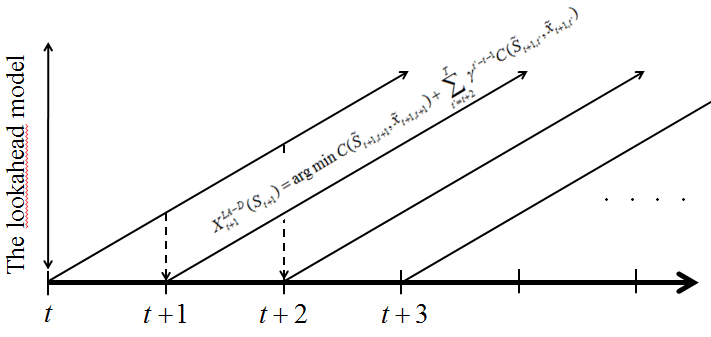 The lookahead model
X_{t+1}^{LA-D}(S_{t+1}) = arg min C(S̃_{t+1,t+1}, x̃_{t+1,t+1}) + ∑_{t'=t+2}^{T} γ^{t'-t-1} C(S̃_{t+1,t'}, x̃_{t+1,t'})
. . . .
t t+1 t+2 t+3